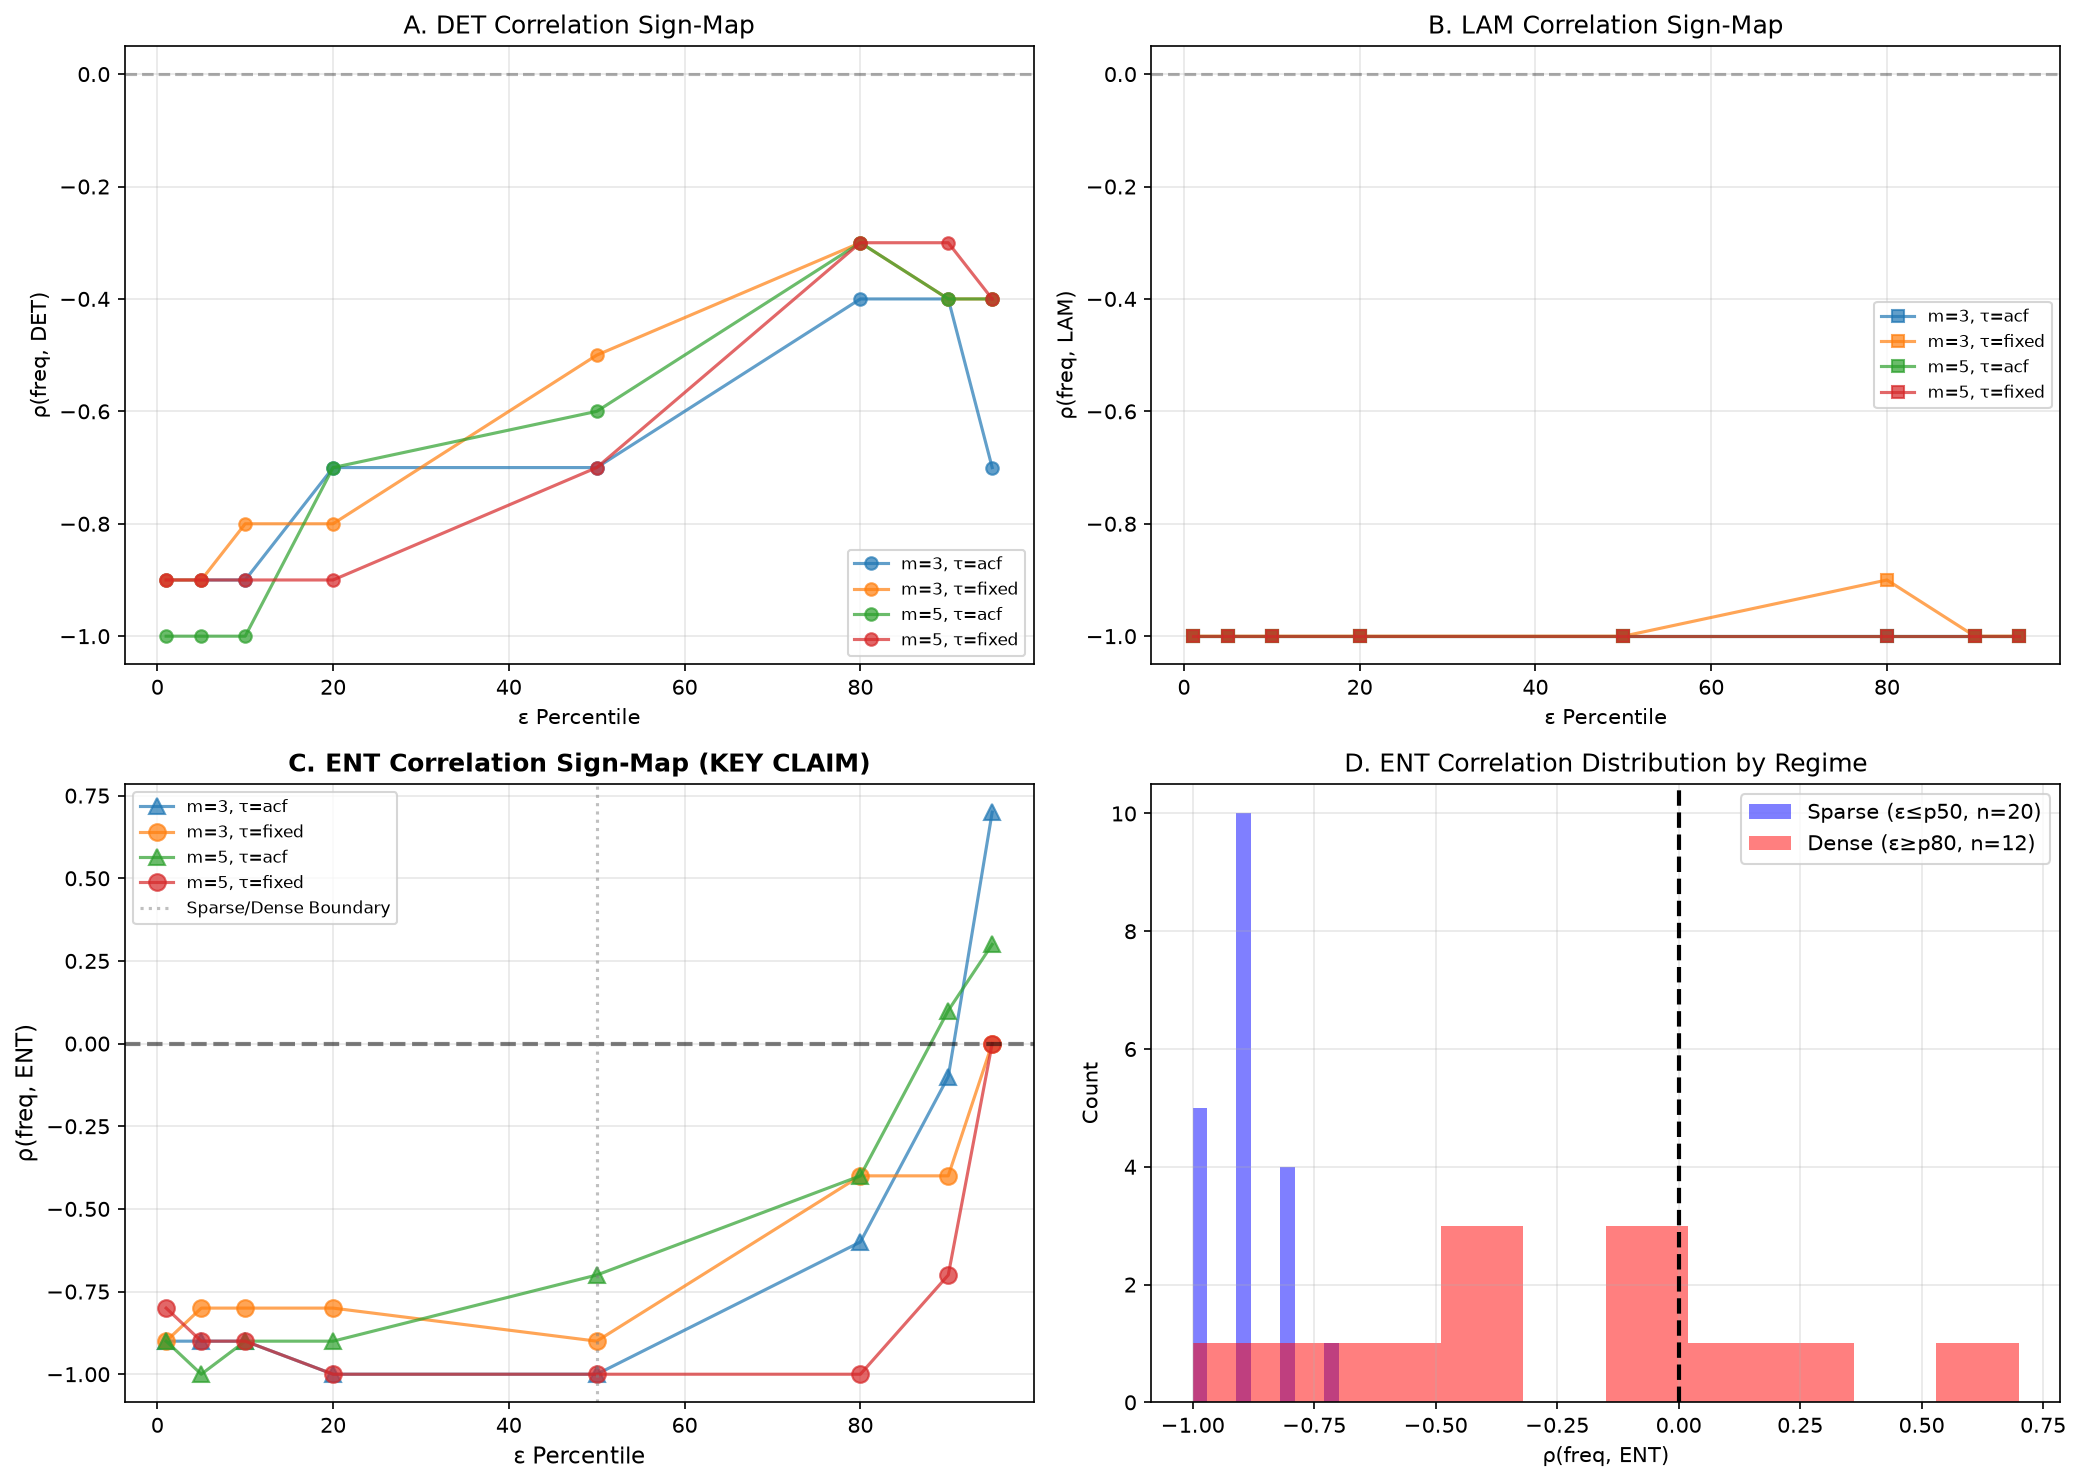 A. DET Correlation Sign-Map
0.0
−0.2
−0.4
−0.6
−0.8
−1.0
ρ(freq, DET)
m=3, τ=acf
m=3, τ=fixed
m=5, τ=acf
m=5, τ=fixed
0 20 40 60 80
ε Percentile
B. LAM Correlation Sign-Map
0.0
−0.2
−0.4
−0.6
−0.8
−1.0
ρ(freq, LAM)
m=3, τ=acf
m=3, τ=fixed
m=5, τ=acf
m=5, τ=fixed
0 20 40 60 80
ε Percentile
C. ENT Correlation Sign-Map (KEY CLAIM)
0.75
0.50
0.25
0.00
−0.25
−0.50
−0.75
−1.00
ρ(freq, ENT)
m=3, τ=acf
m=3, τ=fixed
m=5, τ=acf
m=5, τ=fixed
Sparse/Dense Boundary
0 20 40 60 80
ε Percentile
D. ENT Correlation Distribution by Regime
10
8
6
4
2
0
Count
Sparse (ε≤p50, n=20)
Dense (ε≥p80, n=12)
−1.00 −0.75 −0.50 −0.25 0.00 0.25 0.50 0.75
ρ(freq, ENT)